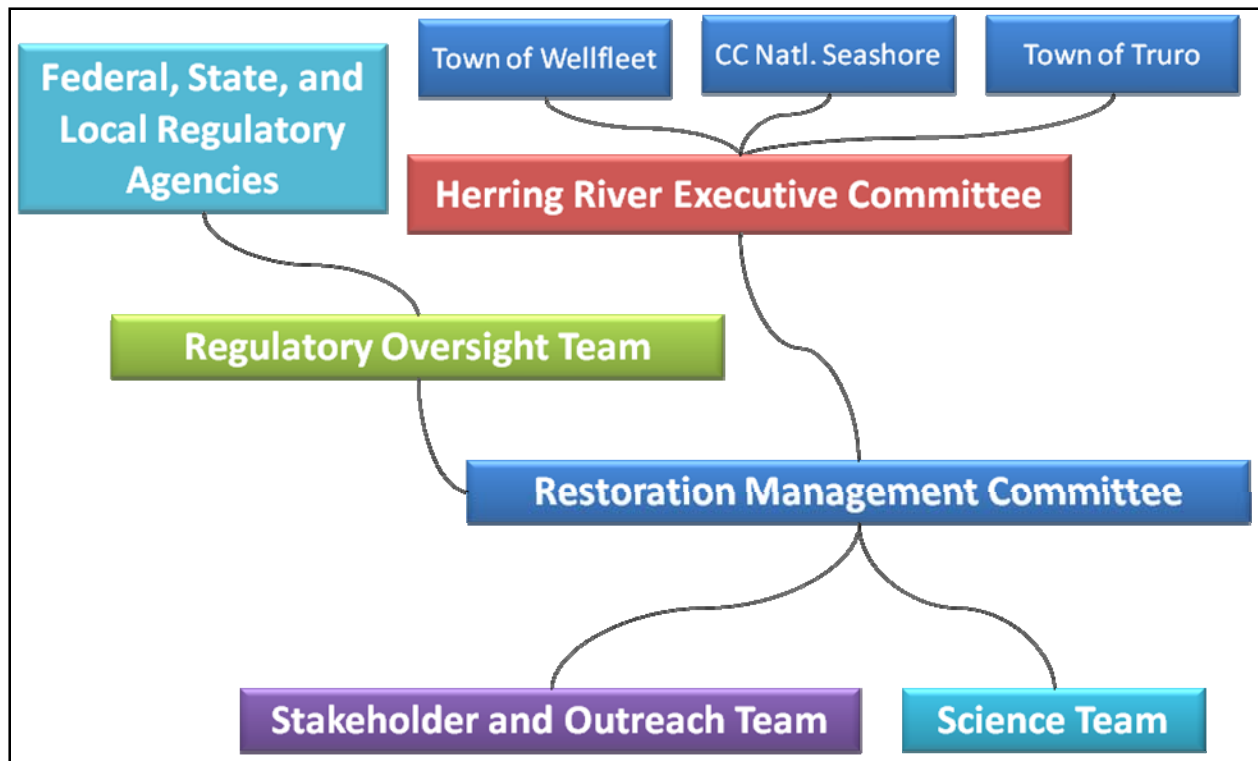 Federal, State, and
Local Regulatory
Agencies
Town of Wellfleet
CC Natl. Seashore
Town of Truro
Herring River Executive Committee
Regulatory Oversight Team
Restoration Management Committee
Stakeholder and Outreach Team
Science Team